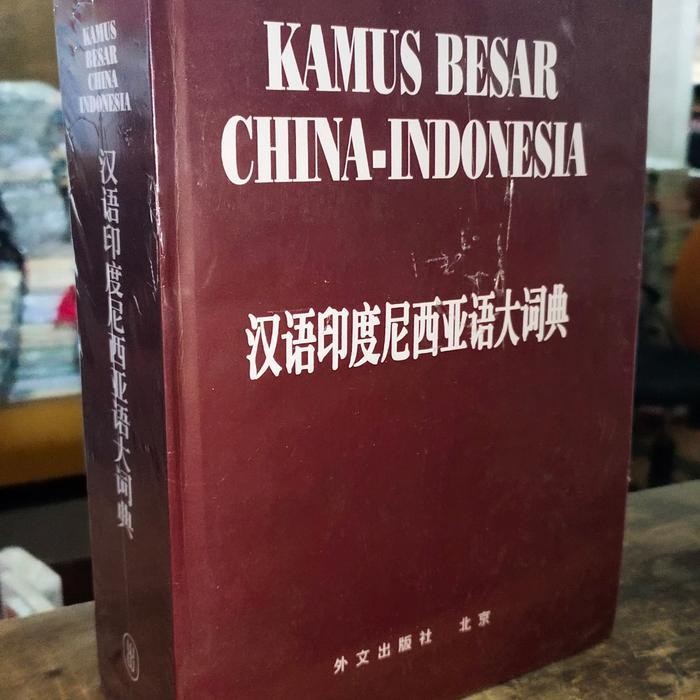 KAMUS
BESAR
CHINA
INDONESIA
汉语印度尼西亚语大词典
KAMUS BESAR
CHINA-INDONESIA
汉语印度尼西亚语大词典
外文出版社 北京